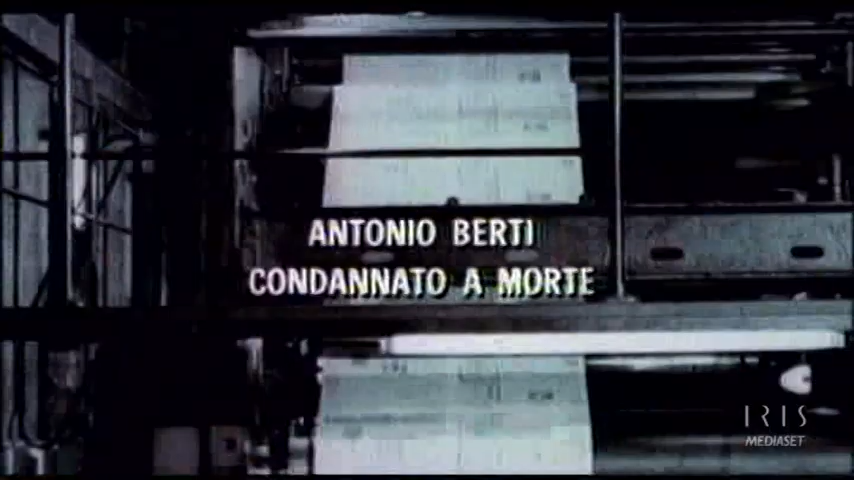 ANTONIO BERTI
CONDANNATO A MORTE
IRIS
MEDIASET